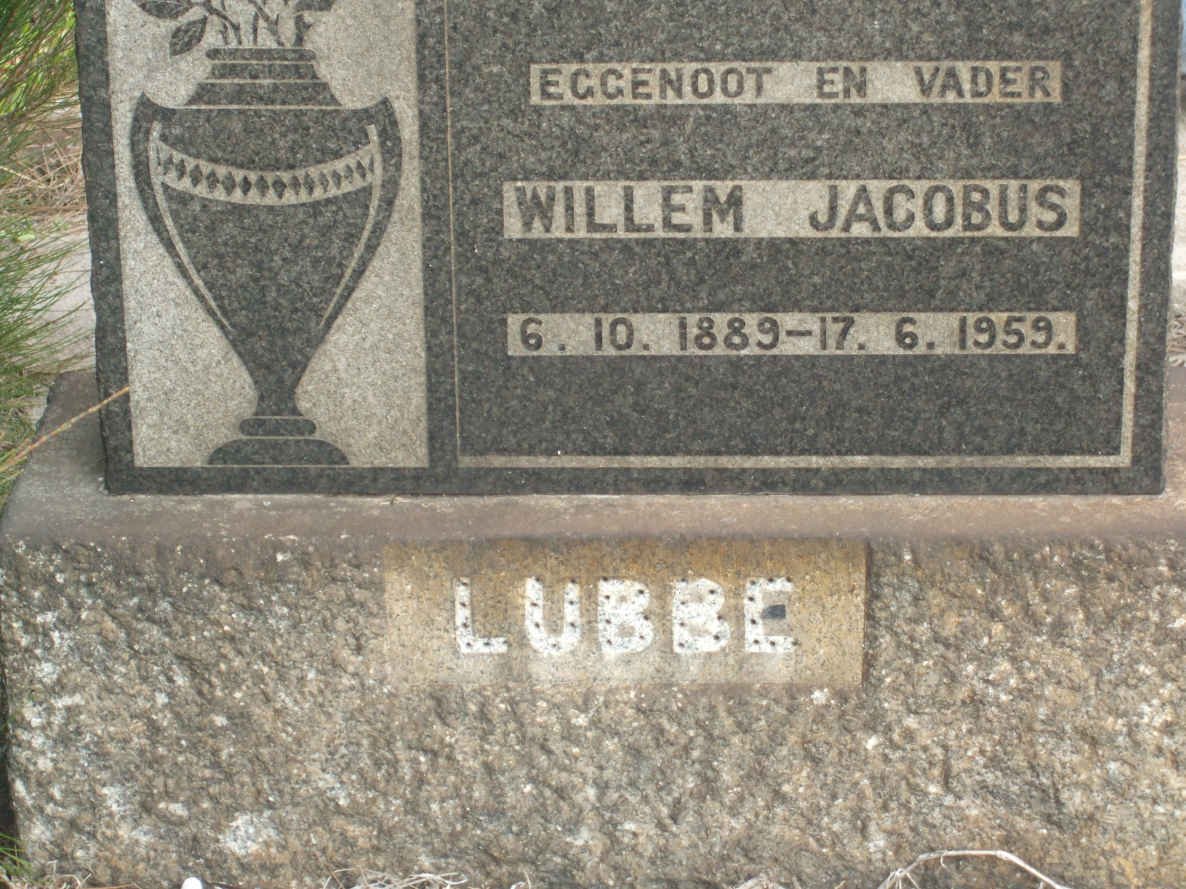 EGGENOOT EN VADER
WILLEM JACOBUS
6. 10. 1889-17. 6. 1959.
LUBBE